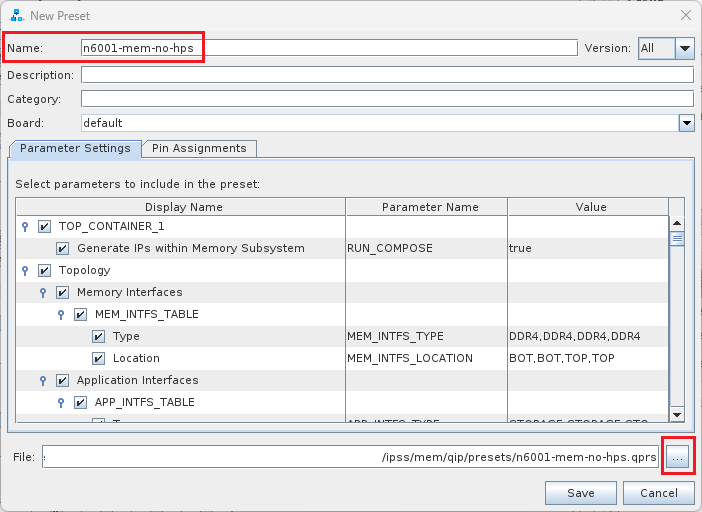 New Preset
Name: n6001-mem-no-hps Version: All
Description:
Category:
Board: default
Parameter Settings Pin Assignments
Select parameters to include in the preset:
Display Name Parameter Name Value
TOP_CONTAINER_1
Generate IPs within Memory Subsystem RUN_COMPOSE true
Topology
Memory Interfaces
MEM_INTFS_TABLE
Type MEM_INTFS_TYPE DDR4,DDR4,DDR4,DDR4
Location MEM_INTFS_LOCATION BOT,BOT,TOP,TOP
Application Interfaces
APP_INTFS_TABLE
File: /ipss/mem/qip/presets/n6001-mem-no-hps.qprs ...
Save Cancel